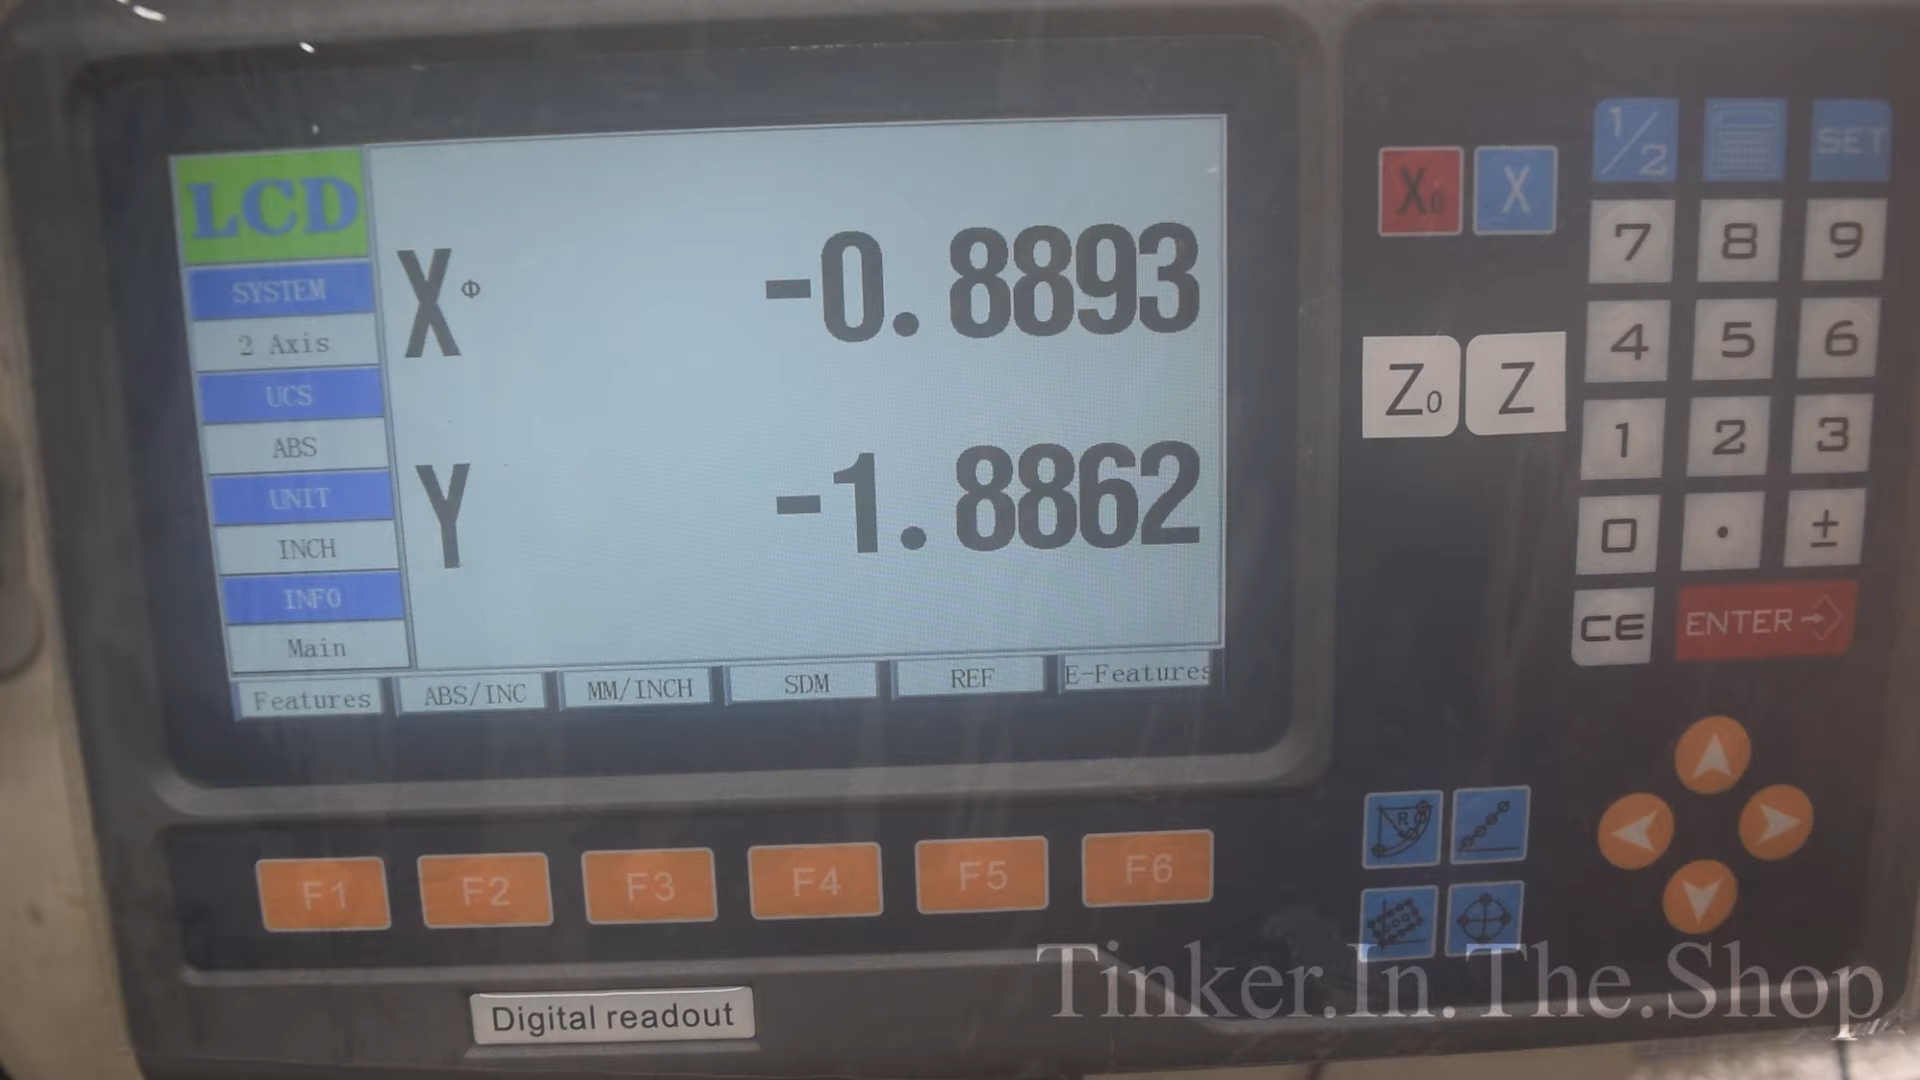 LCD
SYSTEM
2 Axis
UCS
ABS
UNIT
INCH
INFO
Main
XΦ -0.8893
Y -1.8862
Features ABS/INC MM/INCH SDM REF E-Features
F1 F2 F3 F4 F5 F6
Digital readout
X0 X
Z0 Z
1/2 SET
7 8 9
4 5 6
1 2 3
0 . ±
CE ENTER
R
Tinker.In.The.Shop